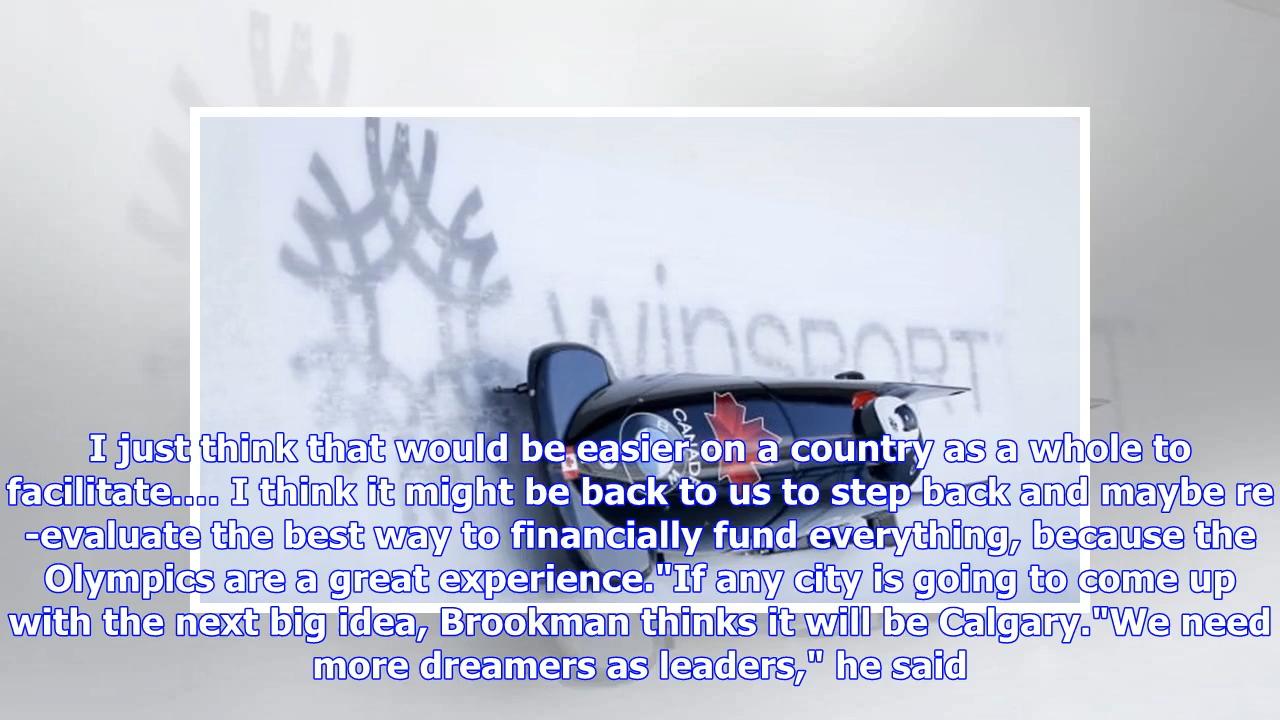 WINSPORT
CANADA
I just think that would be easier on a country as a whole to
facilitate.... I think it might be back to us to step back and maybe re
-evaluate the best way to financially fund everything, because the
Olympics are a great experience."If any city is going to come up
with the next big idea, Brookman thinks it will be Calgary."We need
more dreamers as leaders," he said